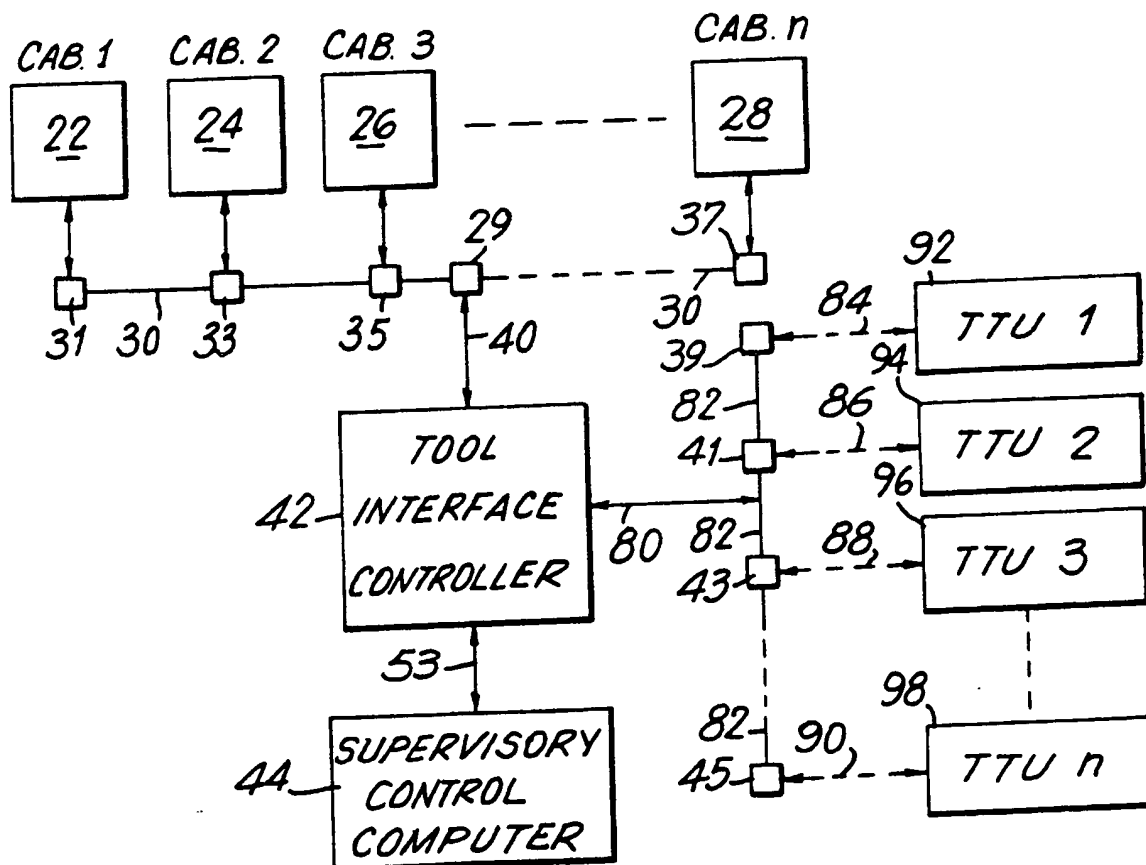 CAB. 1 CAB. 2 CAB. 3 CAB. n
22 24 26 28
29 37
31 30 33 35 40 30
92
TTU 1
84
39
82
94
TTU 2
86
41
96
TTU 3
88
82
43
TOOL
INTERFACE
CONTROLLER
42
80
53
98
TTU n
82
90
45
SUPERVISORY
CONTROL
COMPUTER
44